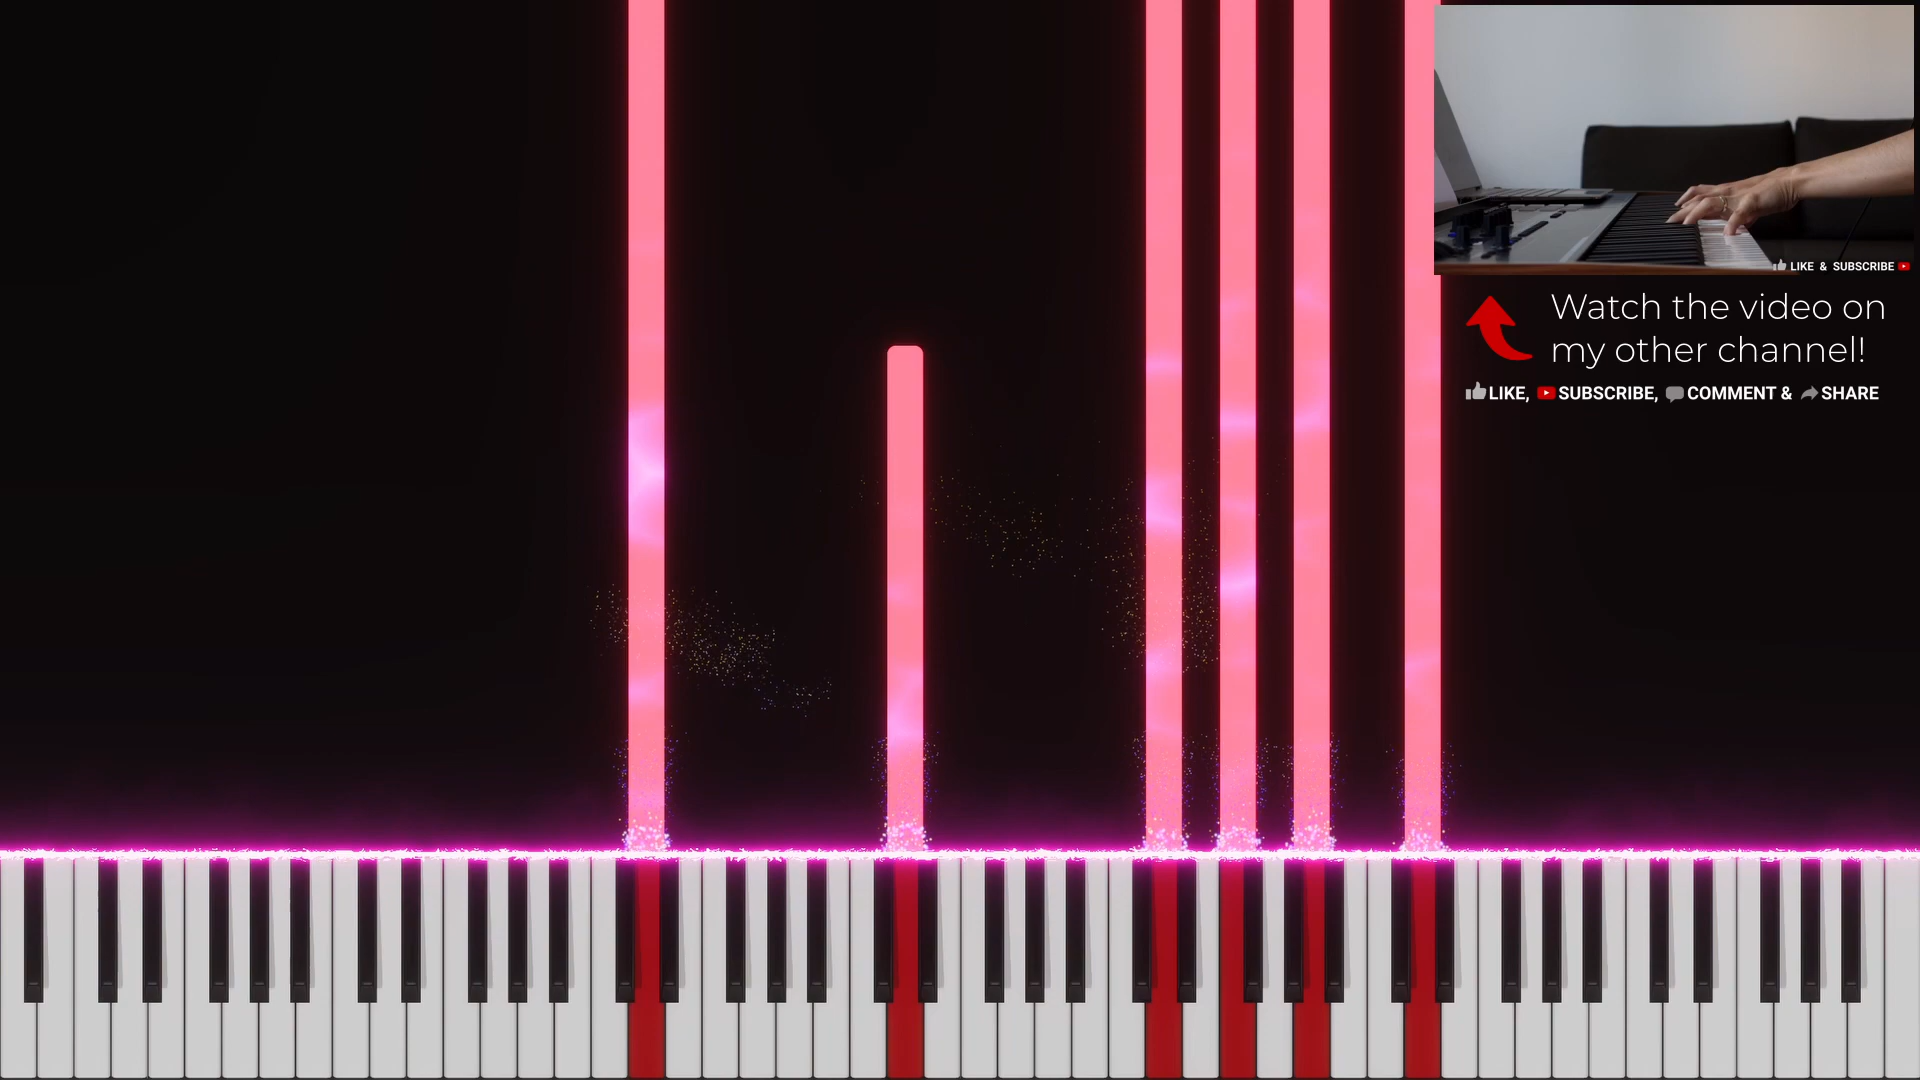 LIKE & SUBSCRIBE
Watch the video on
my other channel!
LIKE, SUBSCRIBE, COMMENT & SHARE